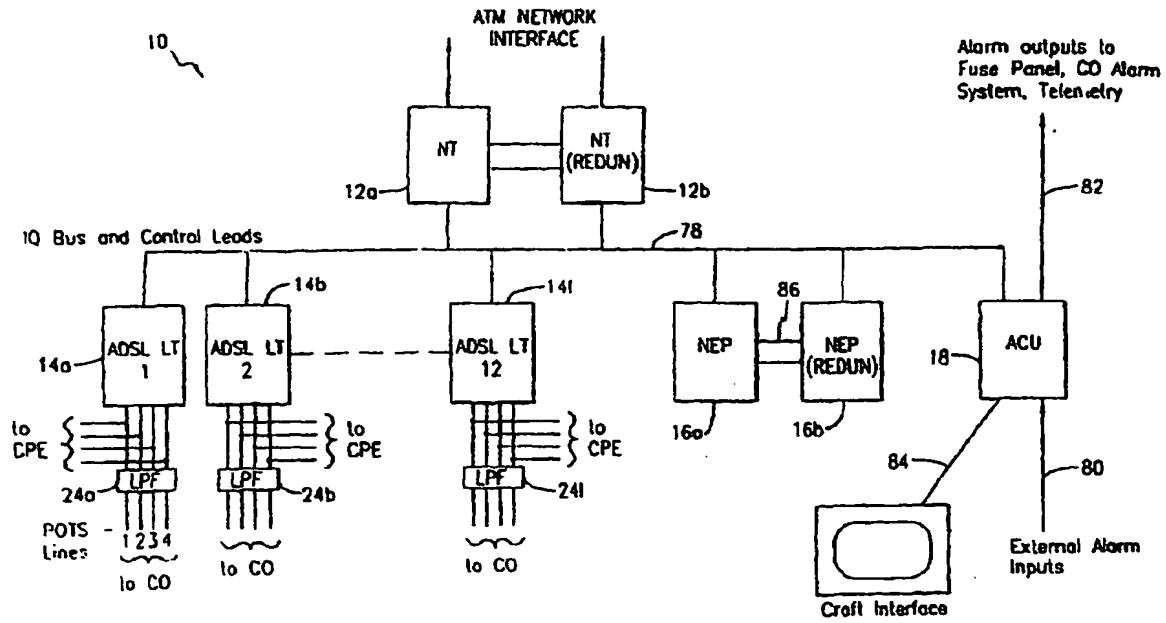 ATM NETWORK
INTERFACE
10
Alarm outputs to
Fuse Panel, CO Alarm
System, Telemetry
NT
NT
(REDUN)
12a
12b
82
IQ Bus and Control Leads
78
14b
14l
86
14a
ADSL LT
1
ADSL LT
2
ADSL LT
12
NEP
NEP
(REDUN)
18
ACU
16a
16b
to
CPE
to
CPE
to
CPE
84
80
24a
LPF
LPF
24b
LPF
24l
POTS
Lines
1 2 3 4
to CO
to CO
to CO
External Alarm
Inputs
Craft Interface